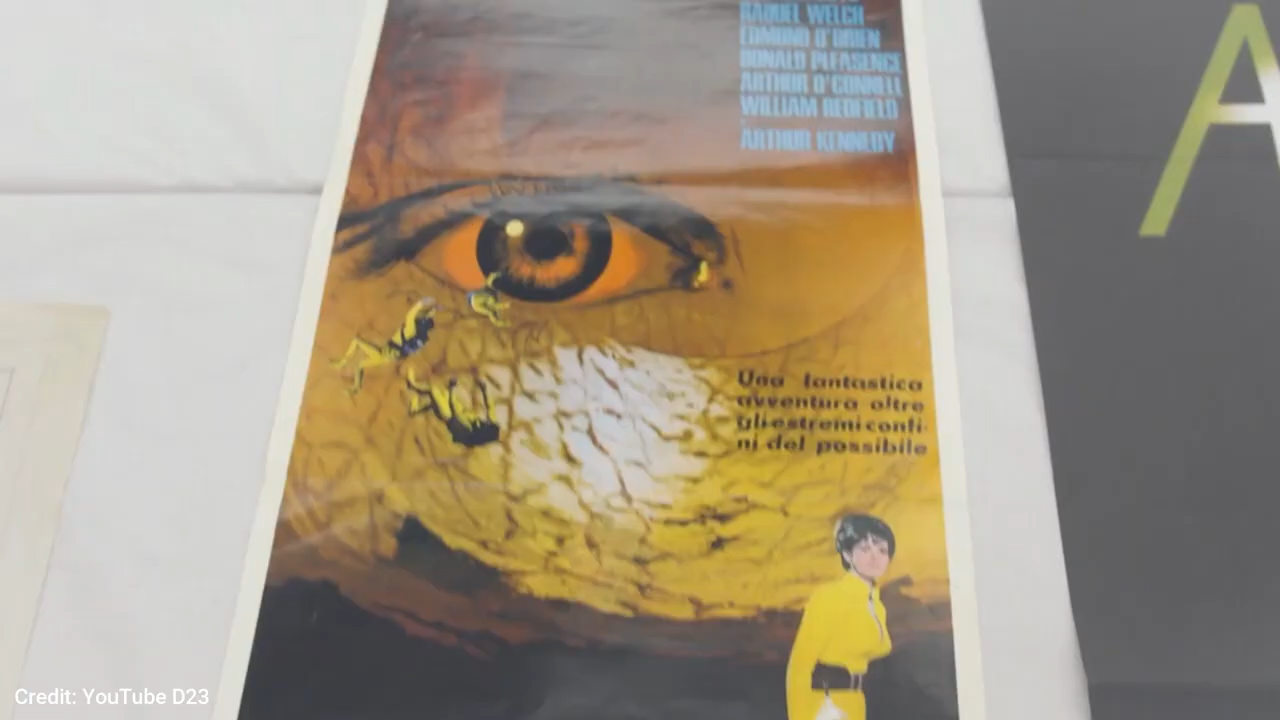 RAQUEL WELCH
EDMOND O'BRIEN
DONALD PLEASENCE
ARTHUR O'CONNELL
WILLIAM REDFIELD
ARTHUR KENNEDY
A
Una fantastica
avventura oltre
gli estremi confi-
ni del possibile
Credit: YouTube D23